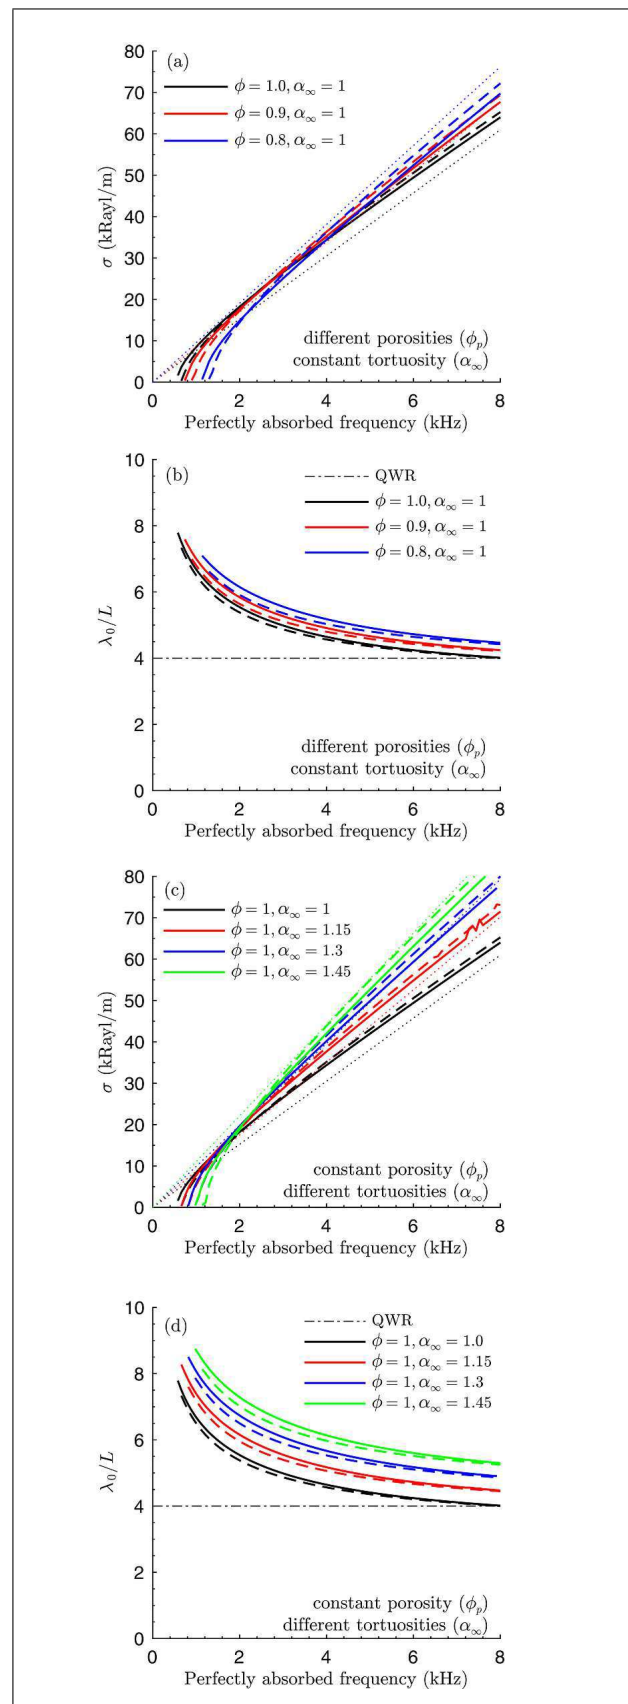 (a)
ϕ = 1.0, α∞ = 1
ϕ = 0.9, α∞ = 1
ϕ = 0.8, α∞ = 1
80
70
60
50
40
30
20
10
0
σ (kRayl/m)
different porosities (ϕp)
constant tortuosity (α∞)
0 2 4 6 8
Perfectly absorbed frequency (kHz)
(b)
QWR
ϕ = 1.0, α∞ = 1
ϕ = 0.9, α∞ = 1
ϕ = 0.8, α∞ = 1
10
8
6
4
2
0
λ0/L
different porosities (ϕp)
constant tortuosity (α∞)
0 2 4 6 8
Perfectly absorbed frequency (kHz)
(c)
ϕ = 1, α∞ = 1
ϕ = 1, α∞ = 1.15
ϕ = 1, α∞ = 1.3
ϕ = 1, α∞ = 1.45
80
70
60
50
40
30
20
10
0
σ (kRayl/m)
constant porosity (ϕp)
different tortuosities (α∞)
0 2 4 6 8
Perfectly absorbed frequency (kHz)
(d)
QWR
ϕ = 1, α∞ = 1.0
ϕ = 1, α∞ = 1.15
ϕ = 1, α∞ = 1.3
ϕ = 1, α∞ = 1.45
10
8
6
4
2
0
λ0/L
constant porosity (ϕp)
different tortuosities (α∞)
0 2 4 6 8
Perfectly absorbed frequency (kHz)